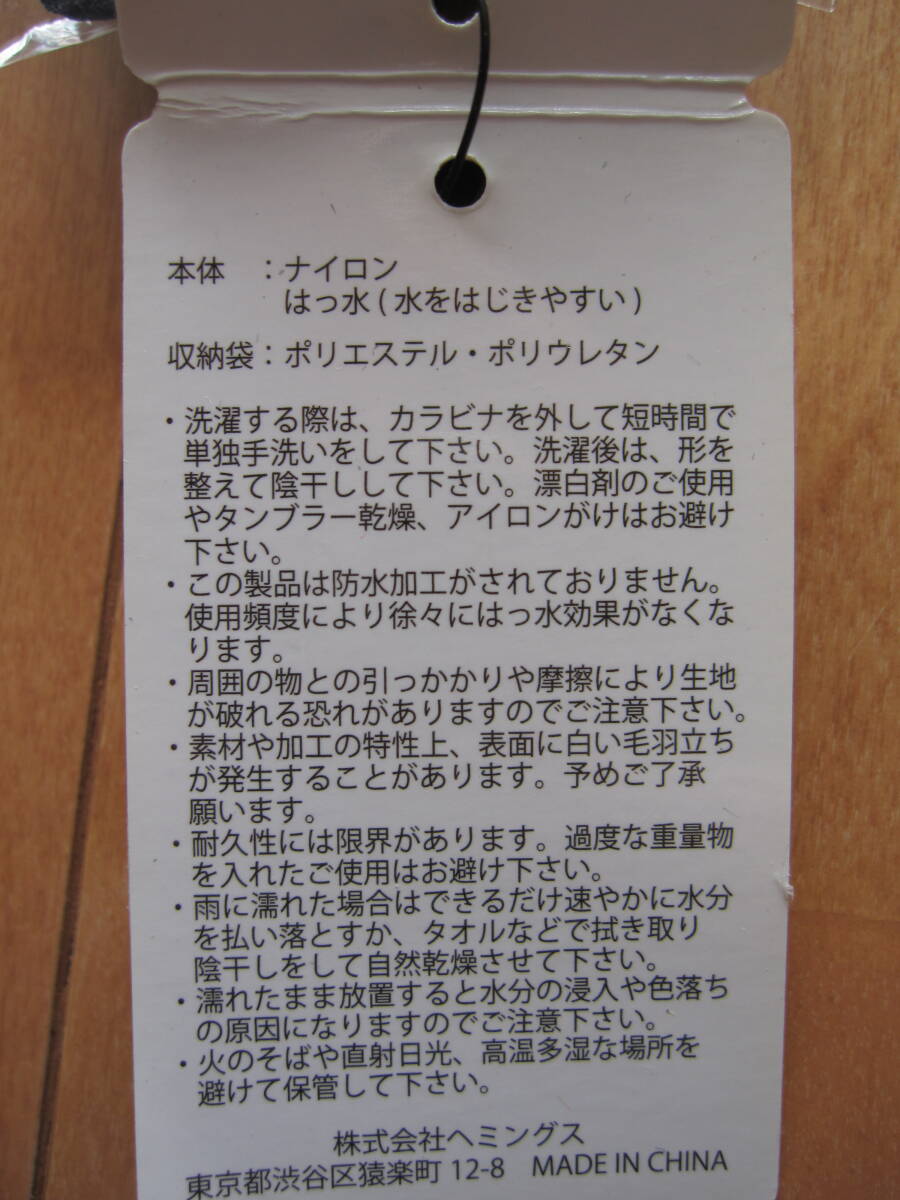 本体　：ナイロン
はっ水 ( 水をはじきやすい )
収納袋：ポリエステル・ポリウレタン
・洗濯する際は、カラビナを外して短時間で
単独手洗いをして下さい。洗濯後は、形を
整えて陰干しして下さい。漂白剤のご使用
やタンブラー乾燥、アイロンがけはお避け
下さい。
・この製品は防水加工がされておりません。
使用頻度により徐々にはっ水効果がなくな
ります。
・周囲の物との引っかかりや摩擦により生地
が破れる恐れがありますのでご注意下さい。
・素材や加工の特性上、表面に白い毛羽立ち
が発生することがあります。予めご了承
願います。
・耐久性には限界があります。過度な重量物
を入れたご使用はお避け下さい。
・雨に濡れた場合はできるだけ速やかに水分
を払い落とすか、タオルなどで拭き取り
陰干しをして自然乾燥させて下さい。
・濡れたまま放置すると水分の浸入や色落ち
の原因になりますのでご注意下さい。
・火のそばや直射日光、高温多湿な場所を
避けて保管して下さい。
株式会社ヘミングス
東京都渋谷区猿楽町 12-8　MADE IN CHINA